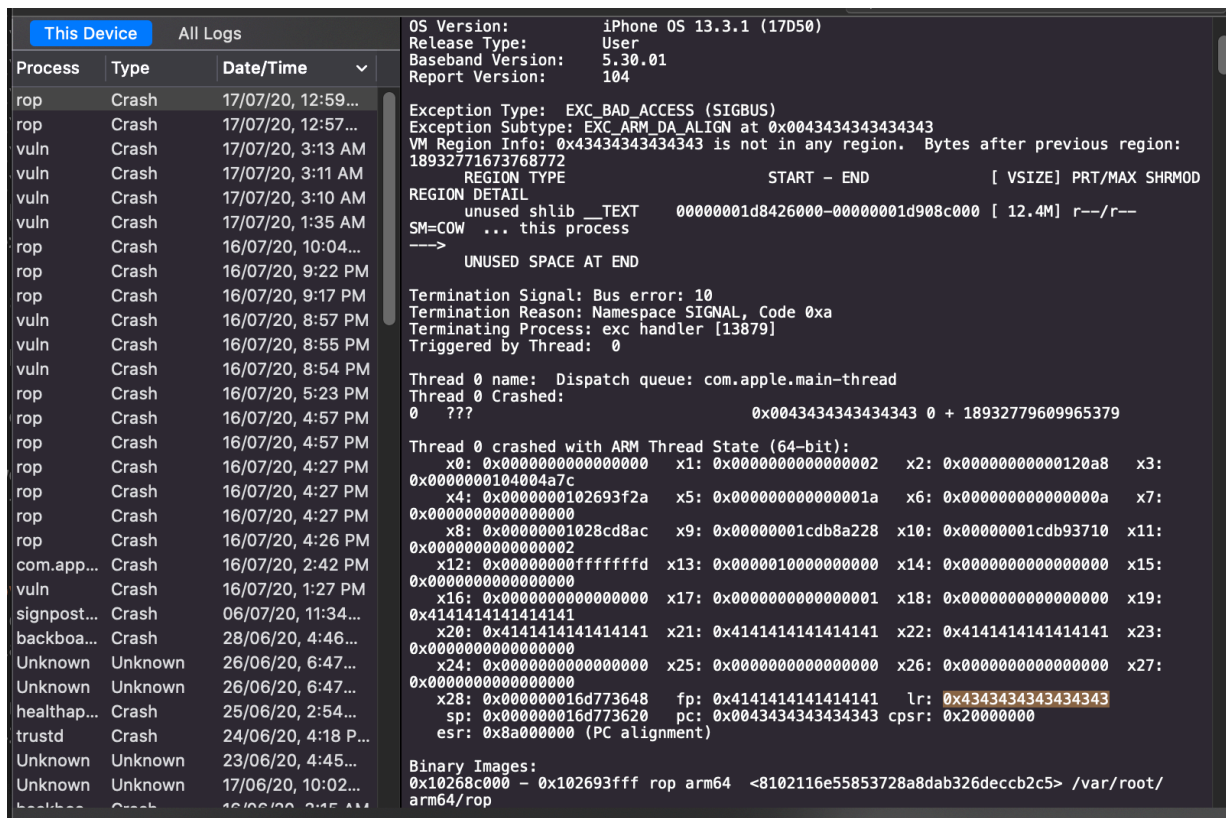 This Device All Logs
Process Type Date/Time
rop Crash 17/07/20, 12:59...
rop Crash 17/07/20, 12:57...
vuln Crash 17/07/20, 3:13 AM
vuln Crash 17/07/20, 3:11 AM
vuln Crash 17/07/20, 3:10 AM
vuln Crash 17/07/20, 1:35 AM
rop Crash 16/07/20, 10:04...
rop Crash 16/07/20, 9:22 PM
rop Crash 16/07/20, 9:17 PM
vuln Crash 16/07/20, 8:57 PM
vuln Crash 16/07/20, 8:55 PM
vuln Crash 16/07/20, 8:54 PM
rop Crash 16/07/20, 5:23 PM
rop Crash 16/07/20, 4:57 PM
rop Crash 16/07/20, 4:57 PM
rop Crash 16/07/20, 4:27 PM
rop Crash 16/07/20, 4:27 PM
rop Crash 16/07/20, 4:27 PM
rop Crash 16/07/20, 4:26 PM
com.app... Crash 16/07/20, 2:42 PM
vuln Crash 16/07/20, 1:27 PM
signpost... Crash 06/07/20, 11:34...
backboa... Crash 28/06/20, 4:46...
Unknown Unknown 26/06/20, 6:47...
Unknown Unknown 26/06/20, 6:47...
healthap... Crash 25/06/20, 2:54...
trustd Crash 24/06/20, 4:18 P...
Unknown Unknown 23/06/20, 4:45...
Unknown Unknown 17/06/20, 10:02...
OS Version: iPhone OS 13.3.1 (17D50)
Release Type: User
Baseband Version: 5.30.01
Report Version: 104
Exception Type: EXC_BAD_ACCESS (SIGBUS)
Exception Subtype: EXC_ARM_DA_ALIGN at 0x0043434343434343
VM Region Info: 0x43434343434343 is not in any region. Bytes after previous region:
18932771673768772
REGION TYPE START - END [ VSIZE] PRT/MAX SHRMOD
REGION DETAIL
unused shlib __TEXT 00000001d8426000-00000001d908c000 [ 12.4M] r--/r--
SM=COW ... this process
--->
UNUSED SPACE AT END
Termination Signal: Bus error: 10
Termination Reason: Namespace SIGNAL, Code 0xa
Terminating Process: exc handler [13879]
Triggered by Thread: 0
Thread 0 name: Dispatch queue: com.apple.main-thread
Thread 0 Crashed:
0 ??? 0x0043434343434343 0 + 18932779609965379
Thread 0 crashed with ARM Thread State (64-bit):
x0: 0x0000000000000000 x1: 0x0000000000000002 x2: 0x00000000000120a8 x3:
0x0000000104004a7c
x4: 0x0000000102693f2a x5: 0x000000000000001a x6: 0x000000000000000a x7:
0x0000000000000000
x8: 0x00000001028cd8ac x9: 0x00000001cdb8a228 x10: 0x00000001cdb93710 x11:
0x0000000000000002
x12: 0x00000000fffffffd x13: 0x0000010000000000 x14: 0x0000000000000000 x15:
0x0000000000000000
x16: 0x0000000000000000 x17: 0x0000000000000001 x18: 0x0000000000000000 x19:
0x4141414141414141
x20: 0x4141414141414141 x21: 0x4141414141414141 x22: 0x4141414141414141 x23:
0x0000000000000000
x24: 0x0000000000000000 x25: 0x0000000000000000 x26: 0x0000000000000000 x27:
0x0000000000000000
x28: 0x000000016d773648 fp: 0x4141414141414141 lr: 0x4343434343434343
sp: 0x000000016d773620 pc: 0x0043434343434343 cpsr: 0x20000000
esr: 0x8a000000 (PC alignment)
Binary Images:
0x10268c000 - 0x102693fff rop arm64 <8102116e55853728a8dab326deccb2c5> /var/root/
arm64/rop